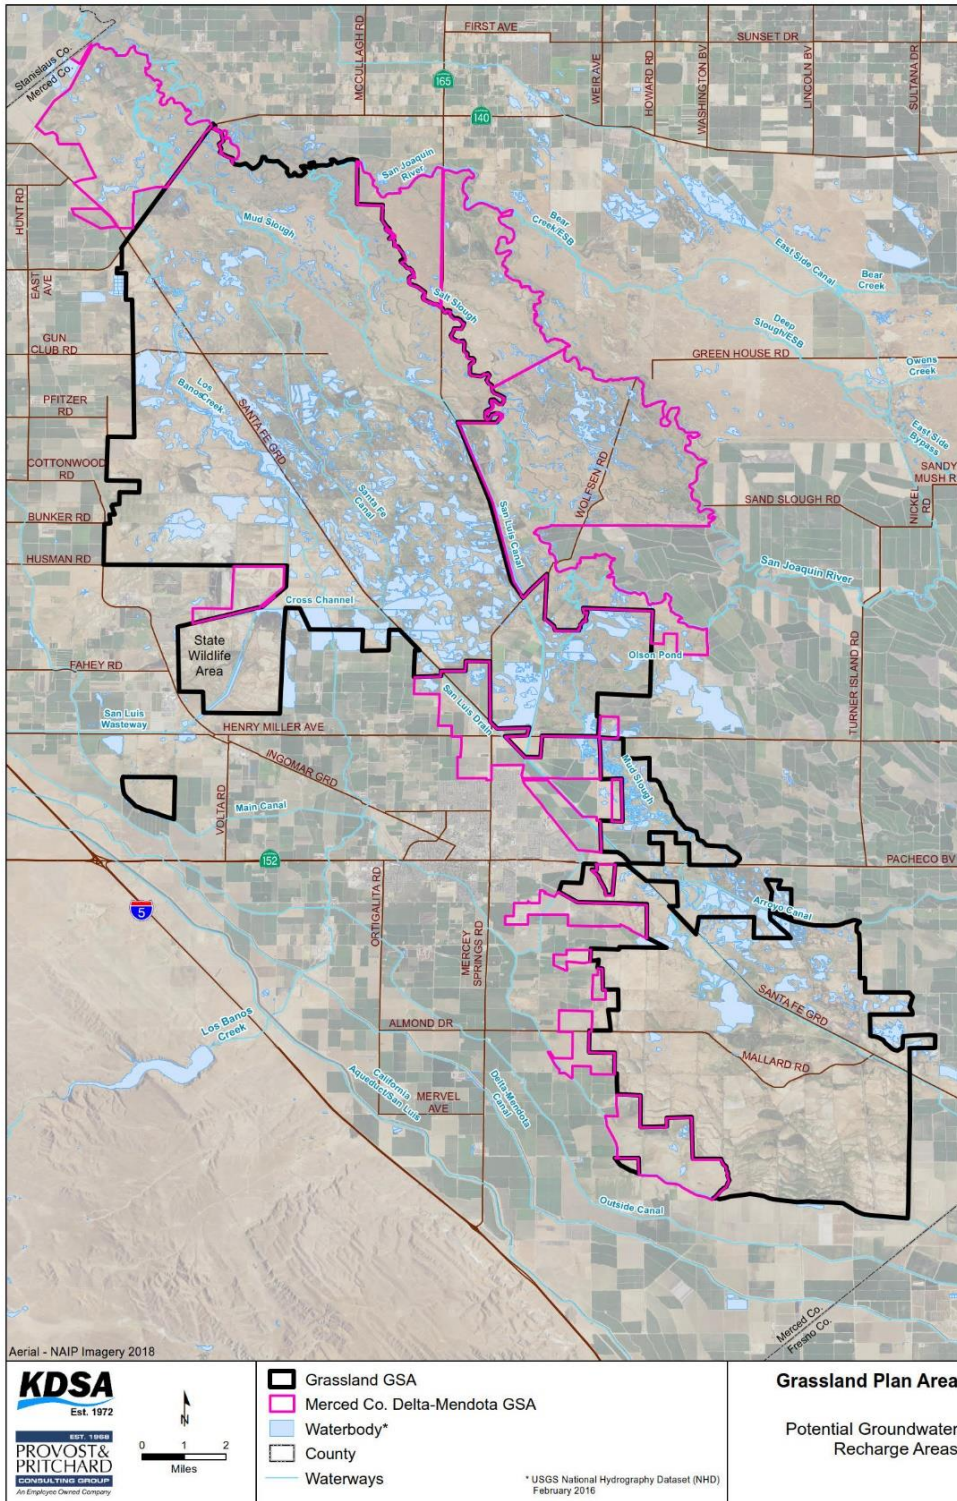 FIRST AVE
SUNSET DR
MCCULLAGH RD
WEIR AVE
HOWARD RD
WASHINGTON BV
LINCOLN BV
SULTANA DR
Stanislaus Co.
Merced Co.
165
140
San Joaquin
River
HUNT RD
Mud Slough
Bear
Creek/ESB
East Side Canal
Bear
Creek
EAST
AVE
Salt Slough
Deep
Slough/ESB
GUN
CLUB RD
GREEN HOUSE RD
Owens
Creek
Los
Banos Creek
PFITZER
RD
SANTA FE GRD
East Side
Bypass
COTTONWOOD
RD
WOLFSEN RD
SANDY
MUSH R
SAND SLOUGH RD
NICKEL
RD
Santa Fe
Canal
San Luis Canal
BUNKER RD
HUSMAN RD
San Joaquin River
Cross Channel
State
Wildlife
Area
Olson Pond
FAHEY RD
TURNER ISLAND RD
San Luis
Wasteway
San Luis Drain
HENRY MILLER AVE
INGOMAR GRD
Mud Slough
VOLTA RD
Main Canal
152
PACHECO BV
5
ORTIGALITA RD
MERCEY
SPRINGS RD
Arroyo Canal
SANTA FE GRD
Los Banos
Creek
ALMOND DR
MALLARD RD
California
Aqueduct/San Luis
Delta-Mendota
Canal
MERVEL
AVE
Outside Canal
Merced Co.
Fresno Co.
Aerial - NAIP Imagery 2018
KDSA
Est. 1972
EST. 1968
PROVOST&
PRITCHARD
CONSULTING GROUP
An Employee Owned Company
N
0 1 2
Miles
Grassland GSA
Merced Co. Delta-Mendota GSA
Waterbody*
County
Waterways
* USGS National Hydrography Dataset (NHD)
February 2016
Grassland Plan Area
Potential Groundwater
Recharge Areas